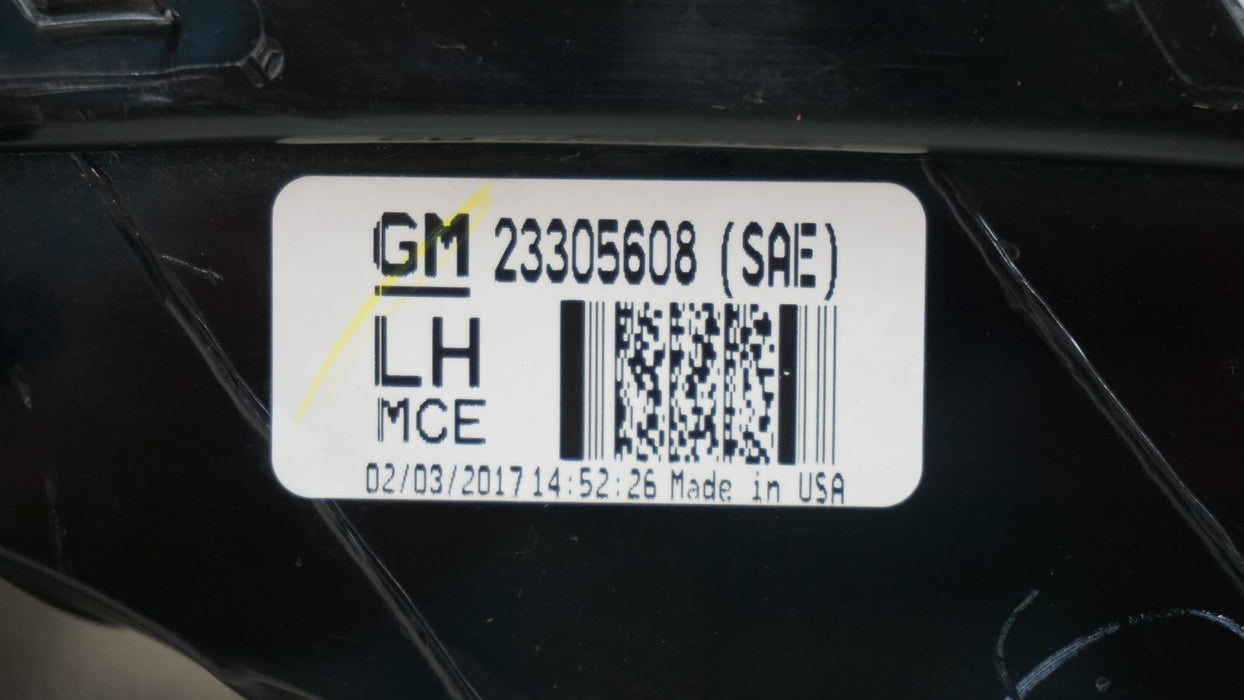 GM 23305608 (SAE)
LH
MCE
02/03/2017 14:52:26 Made in USA